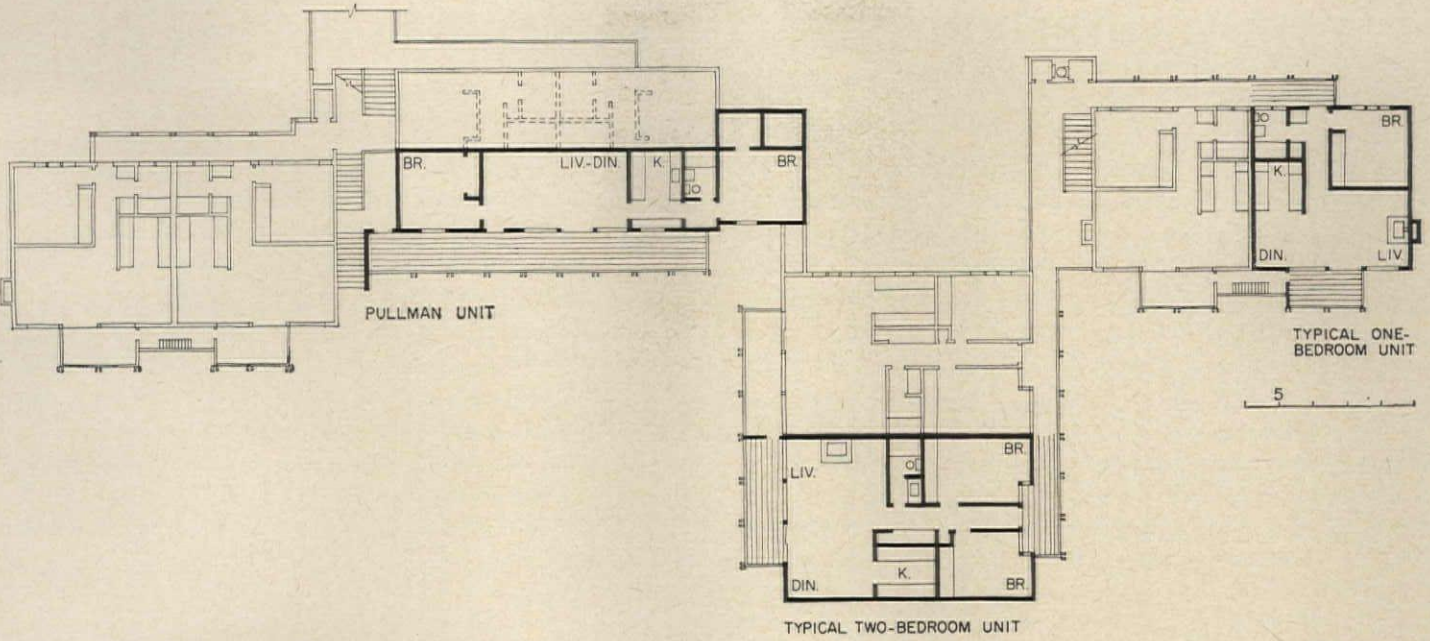 BR.
LIV.-DIN.
K.
BR.
PULLMAN UNIT
BR.
K.
DIN.
LIV.
TYPICAL ONE-
BEDROOM UNIT
5
LIV.
BR.
DIN.
K.
BR.
TYPICAL TWO-BEDROOM UNIT